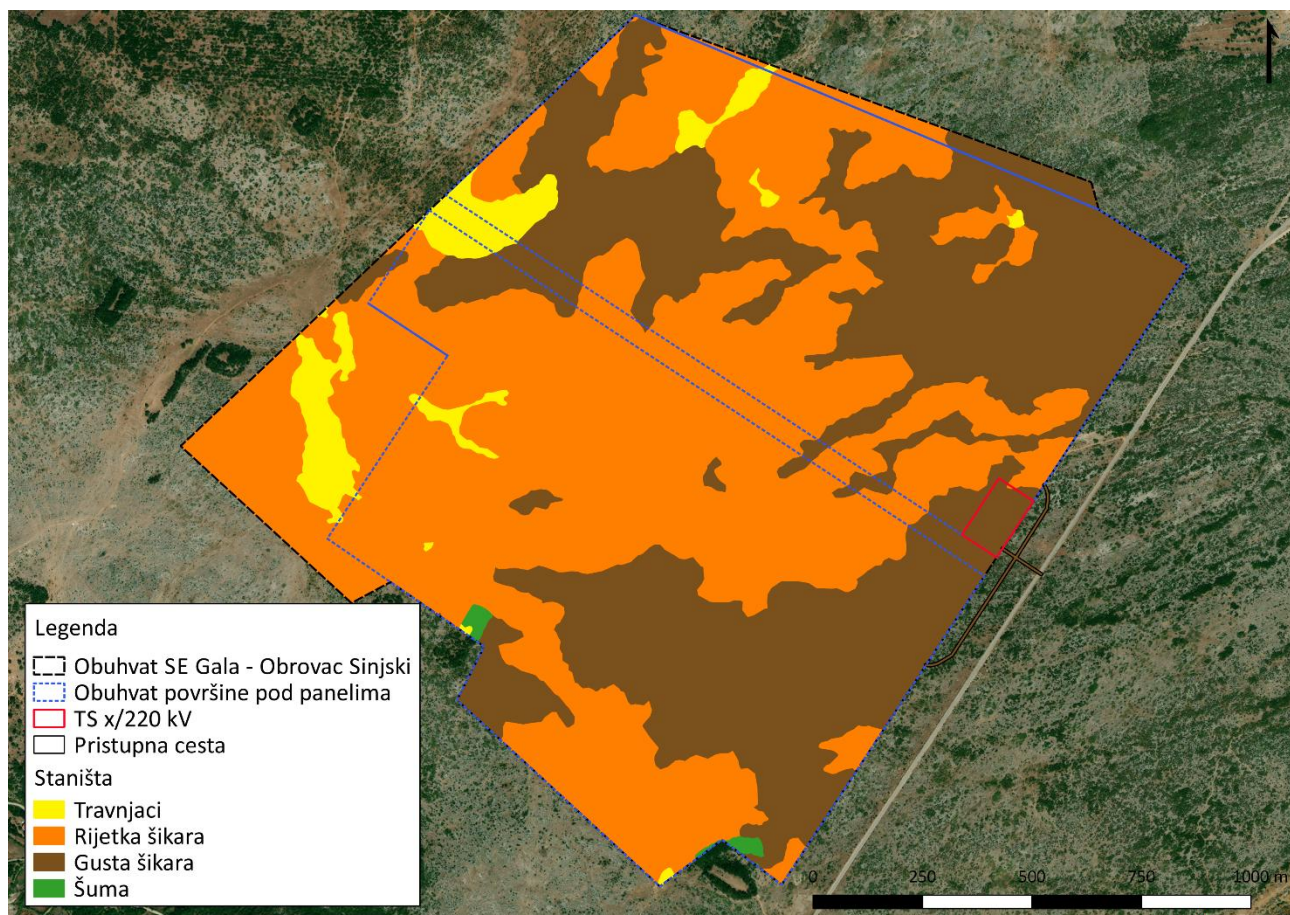 Legenda
Obuhvat SE Gala - Obrovac Sinjski
Obuhvat površine pod panelima
TS x/220 kV
Pristupna cesta
Staništa
Travnjaci
Rijetka šikara
Gusta šikara
Šuma
0 250 500 750 1000 m